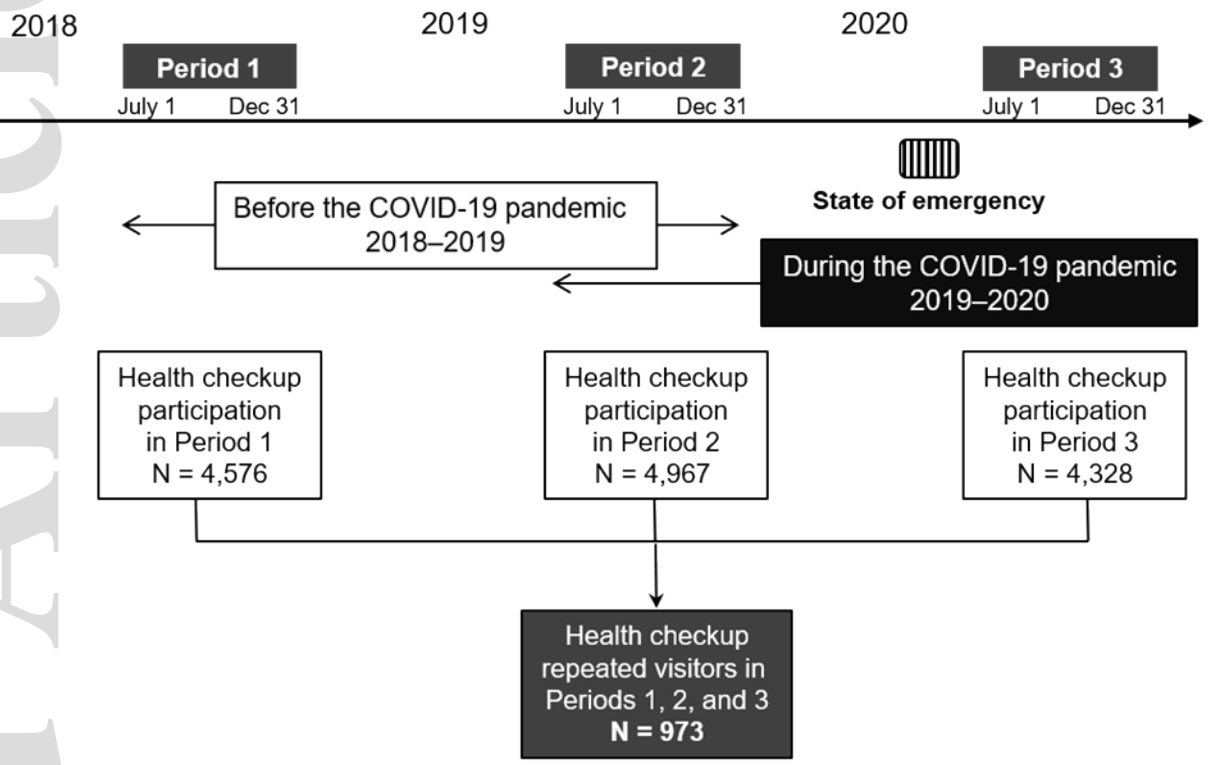 2018
2019
2020
Period 1
Period 2
Period 3
July 1 Dec 31
July 1 Dec 31
July 1 Dec 31
State of emergency
Before the COVID-19 pandemic
2018–2019
During the COVID-19 pandemic
2019–2020
Health checkup
participation
in Period 1
N = 4,576
Health checkup
participation
in Period 2
N = 4,967
Health checkup
participation
in Period 3
N = 4,328
Health checkup
repeated visitors in
Periods 1, 2, and 3
N = 973